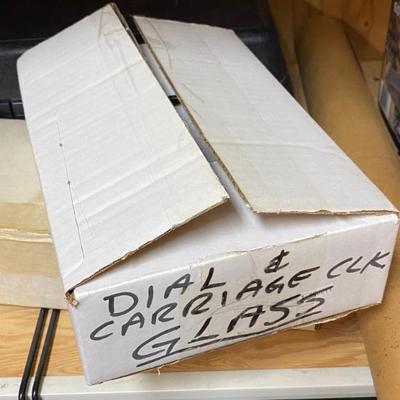 DIAL &
CARRIAGE CLK
GLASS